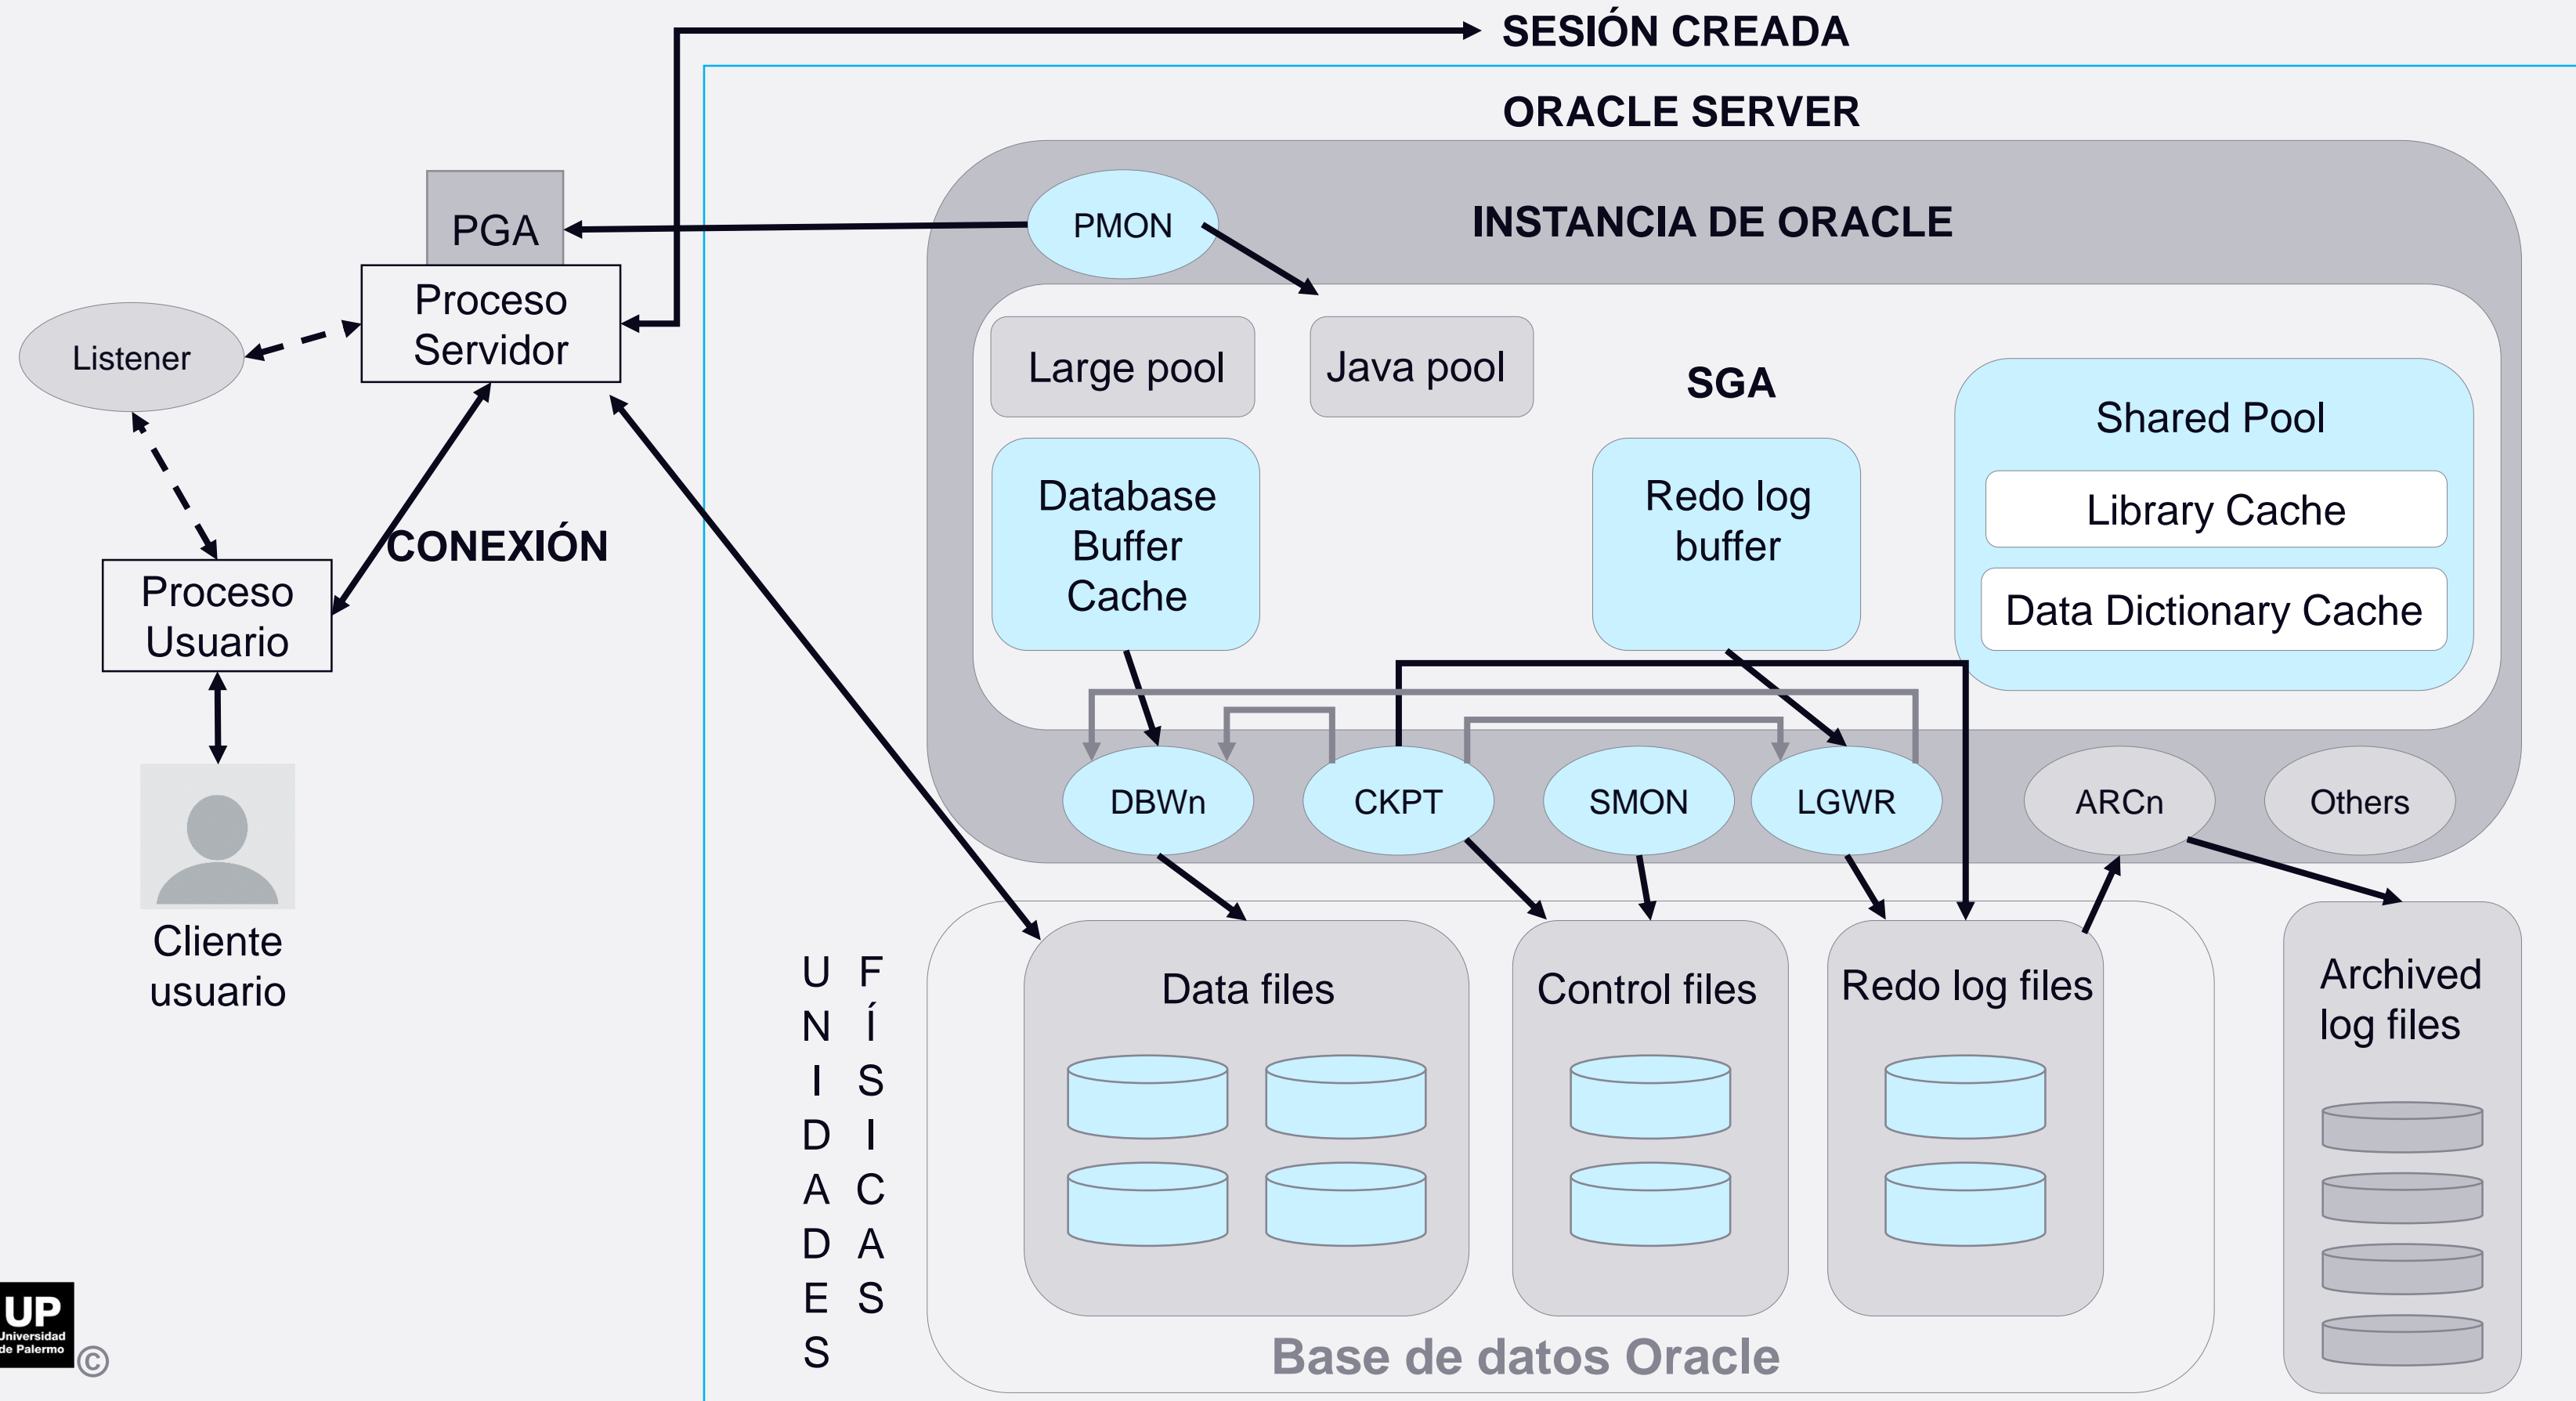 SESIÓN CREADA
ORACLE SERVER
INSTANCIA DE ORACLE
PMON
PGA
Proceso
Servidor
Listener
CONEXIÓN
Proceso
Usuario
Cliente
usuario
Large pool
Java pool
SGA
Shared Pool
Library Cache
Data Dictionary Cache
Database
Buffer
Cache
Redo log
buffer
DBWn
CKPT
SMON
LGWR
ARCn
Others
UNIDADES
FÍSICAS
Data files
Control files
Redo log files
Archived
log files
Base de datos Oracle
UP
Universidad
de Palermo
©